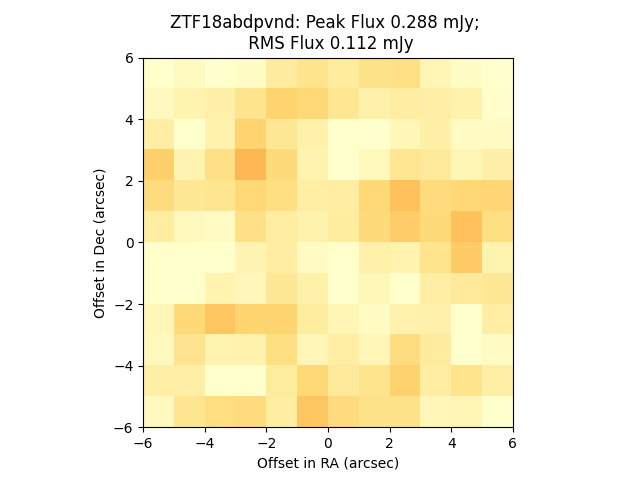 ZTF18abdpvnd: Peak Flux 0.288 mJy;
RMS Flux 0.112 mJy
6
4
2
0
−2
−4
−6
Offset in Dec (arcsec)
−6 −4 −2 0 2 4 6
Offset in RA (arcsec)